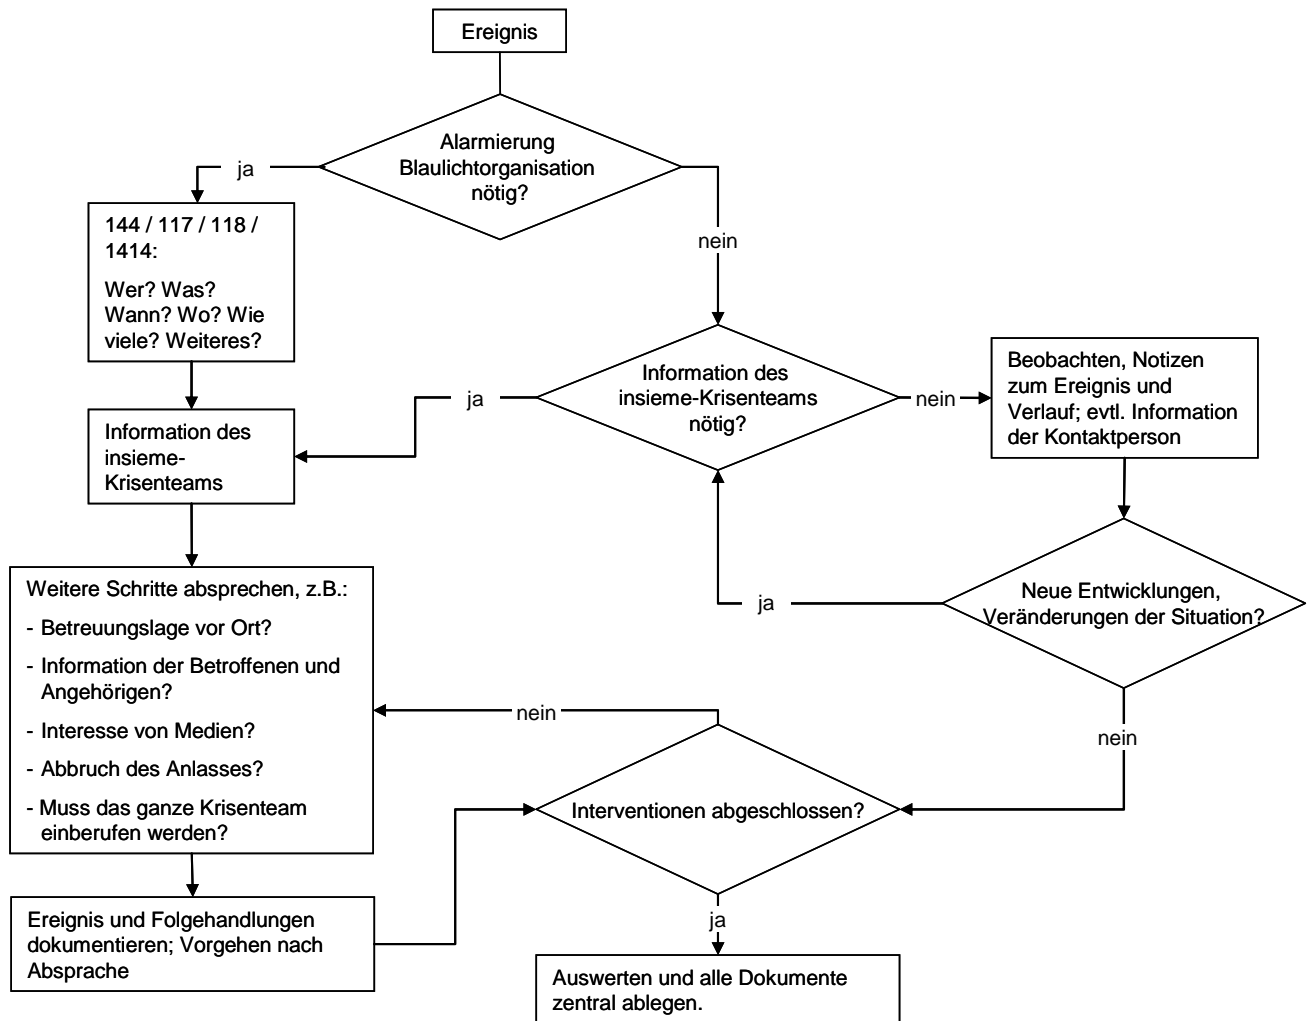 Ereignis
Alarmierung
Blaulichtorganisation
nötig?
ja
nein
144 / 117 / 118 /
1414:
Wer? Was?
Wann? Wo? Wie
viele? Weiteres?
Information des
insieme-Krisenteams
nötig?
ja
nein
Beobachten, Notizen
zum Ereignis und
Verlauf; evtl. Information
der Kontaktperson
Information des
insieme-
Krisenteams
Neue Entwicklungen,
Veränderungen der Situation?
ja
nein
Weitere Schritte absprechen, z.B.:
- Betreuungslage vor Ort?
- Information der Betroffenen und
Angehörigen?
- Interesse von Medien?
- Abbruch des Anlasses?
- Muss das ganze Krisenteam
einberufen werden?
nein
Interventionen abgeschlossen?
ja
Ereignis und Folgehandlungen
dokumentieren; Vorgehen nach
Absprache
Auswerten und alle Dokumente
zentral ablegen.